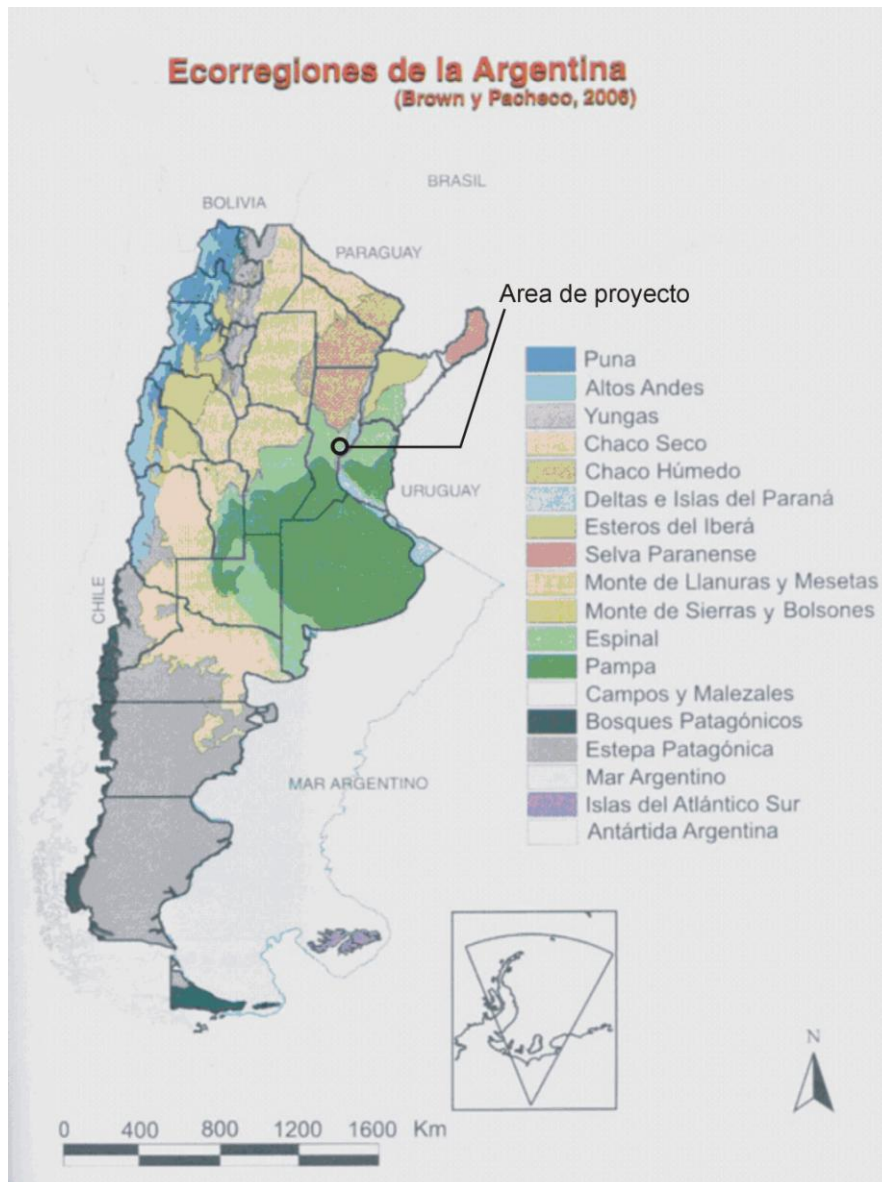 Ecorregiones de la Argentina
(Brown y Pacheco, 2006)
BRASIL
BOLIVIA
PARAGUAY
Area de proyecto
Puna
Altos Andes
Yungas
Chaco Seco
Chaco Húmedo
Deltas e Islas del Paraná
Esteros del Iberá
Selva Paranense
Monte de Llanuras y Mesetas
Monte de Sierras y Bolsones
Espinal
Pampa
Campos y Malezales
Bosques Patagónicos
Estepa Patagónica
Mar Argentino
Islas del Atlántico Sur
Antártida Argentina
URUGUAY
CHILE
MAR ARGENTINO
N
0 400 800 1200 1600 Km